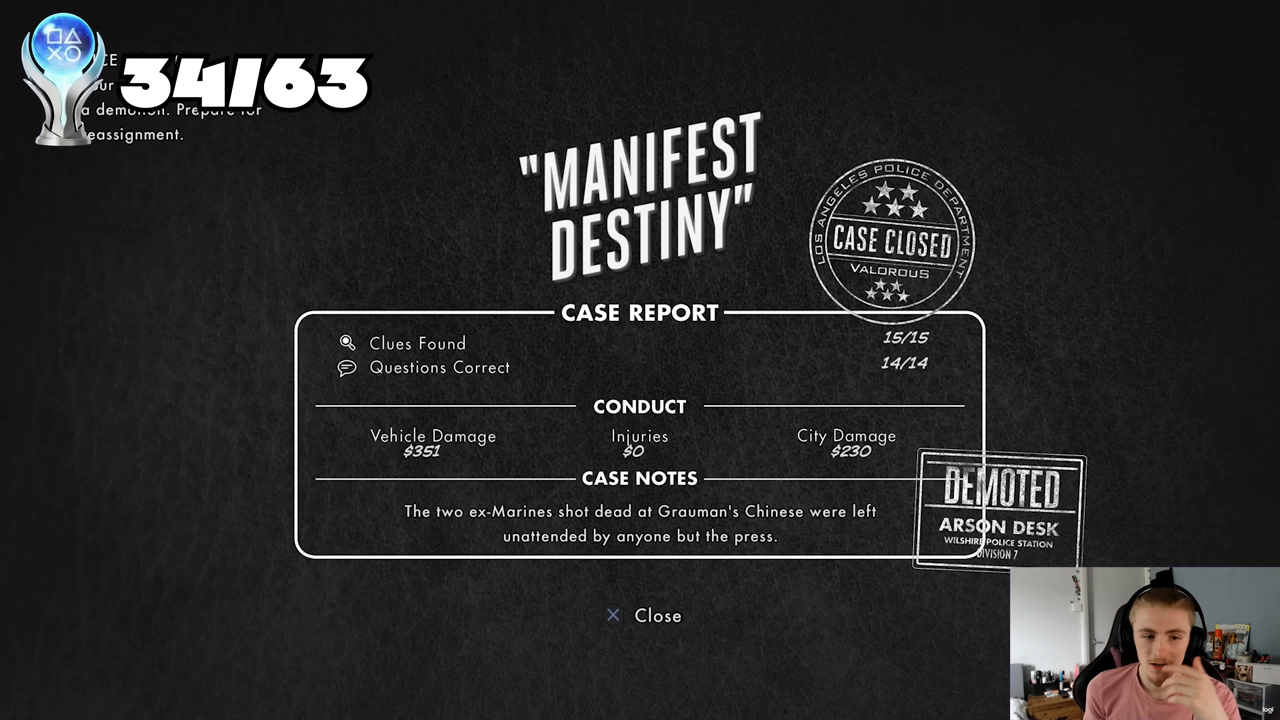 34/63
a demotion. Prepare for
eassignment.
"MANIFEST
DESTINY"
LOS ANGELES POLICE DEPARTMENT
CASE CLOSED
VALOROUS
CASE REPORT
Clues Found 15/15
Questions Correct 14/14
CONDUCT
Vehicle Damage Injuries City Damage
$351 $0 $230
CASE NOTES
The two ex-Marines shot dead at Grauman's Chinese were left
unattended by anyone but the press.
DEMOTED
ARSON DESK
WILSHIRE POLICE STATION
DIVISION 7
X Close
logi